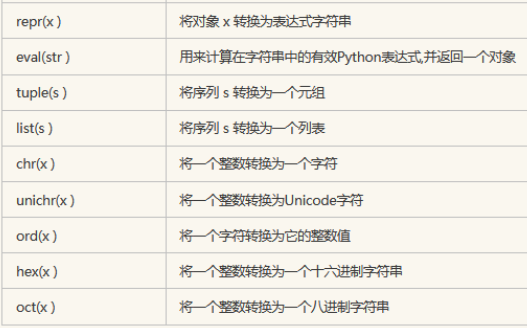 repr(x ) 将对象 x 转换为表达式字符串
eval(str ) 用来计算在字符串中的有效Python表达式,并返回一个对象
tuple(s ) 将序列 s 转换为一个元组
list(s ) 将序列 s 转换为一个列表
chr(x ) 将一个整数转换为一个字符
unichr(x ) 将一个整数转换为Unicode字符
ord(x ) 将一个字符转换为它的整数值
hex(x ) 将一个整数转换为一个十六进制字符串
oct(x ) 将一个整数转换为一个八进制字符串